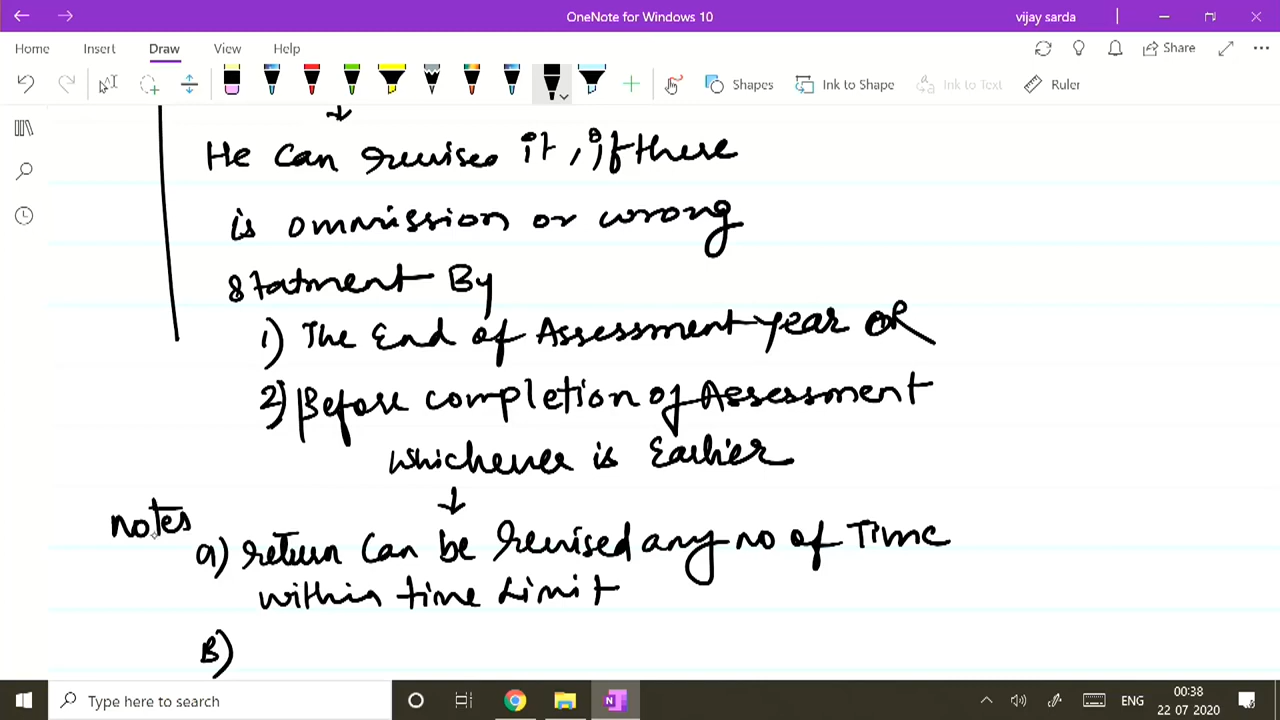 OneNote for Windows 10
vijay sarda
Home Insert Draw View Help
Share
Shapes Ink to Shape Ink to Text Ruler
He can revises it, if there
is ommission or wrong
statment By
1) The End of Assessment year OR
2) Before completion of Assessment
whichever is Earlier
notes
a) return can be Revised any no of Time
within time Limit
B)
Type here to search
ENG
00:38
22 07 2020